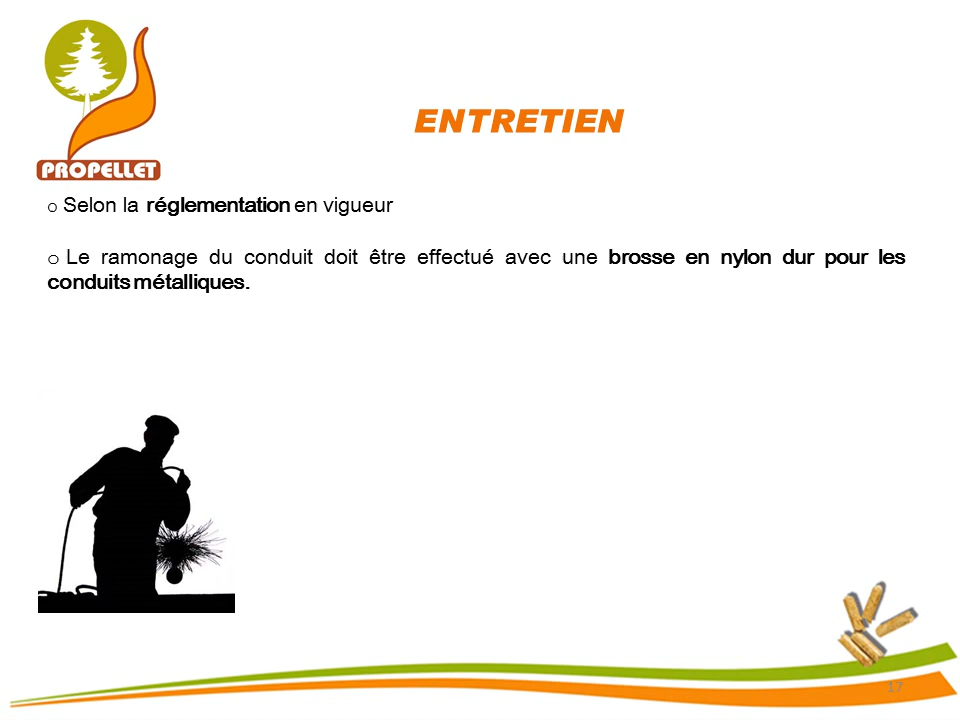 PROPELLET
ENTRETIEN
o Selon la réglementation en vigueur
o Le ramonage du conduit doit être effectué avec une brosse en nylon dur pour les
conduits métalliques.
17